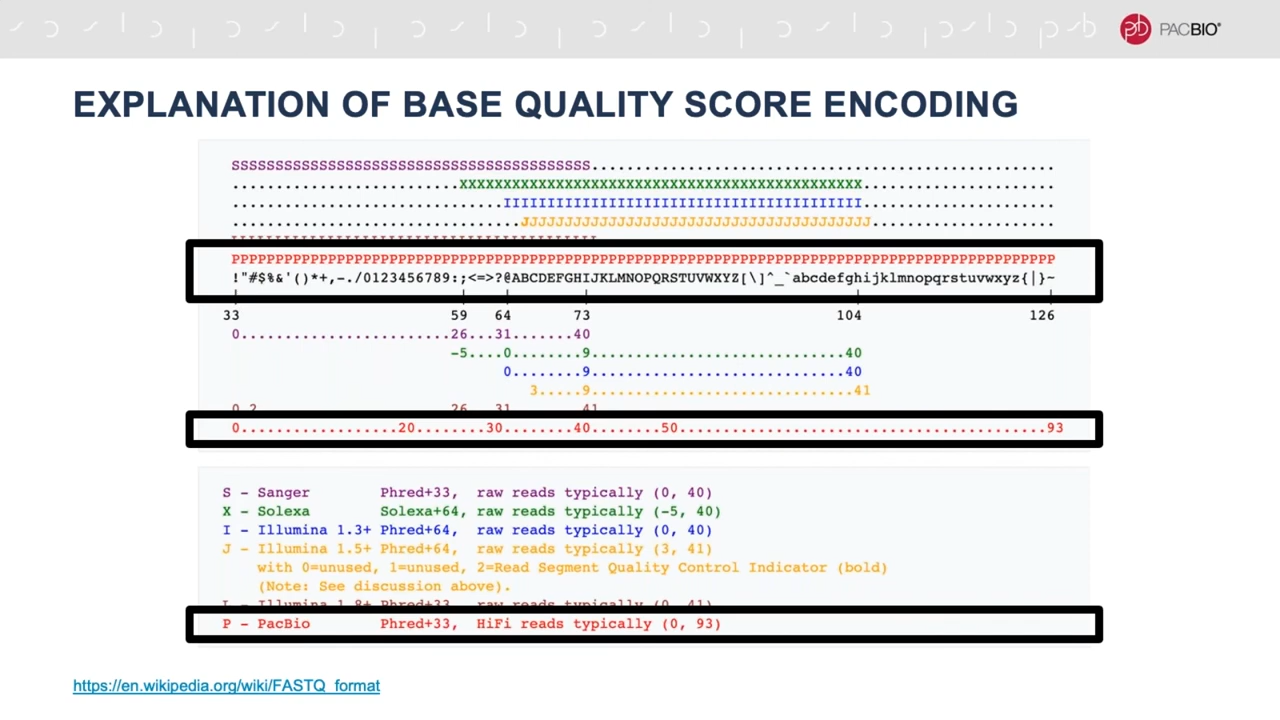 PACBIO®
EXPLANATION OF BASE QUALITY SCORE ENCODING
SSSSSSSSSSSSSSSSSSSSSSSSSSSSSSSSSSSSSSSSS.....................................................
..........................XXXXXXXXXXXXXXXXXXXXXXXXXXXXXXXXXXXXXXXXXXXXXX......................
...............................IIIIIIIIIIIIIIIIIIIIIIIIIIIIIIIIIIIIIIIII......................
.................................JJJJJJJJJJJJJJJJJJJJJJJJJJJJJJJJJJJJJJJJ.....................
PPPPPPPPPPPPPPPPPPPPPPPPPPPPPPPPPPPPPPPPPPPPPPPPPPPPPPPPPPPPPPPPPPPPPPPPPPPPPPPPPPPPPPPPPPPPPP
!"#$%&'()*+,-./0123456789:;<=>?@ABCDEFGHIJKLMNOPQRSTUVWXYZ[\]^_`abcdefghijklmnopqrstuvwxyz{|}~
33 59 64 73 104 126
0........................26...31.......40
-5....0........9.............................40
0........9.............................40
3.....9..............................41
0..................20........30........40........50..........................................93
S - Sanger Phred+33, raw reads typically (0, 40)
X - Solexa Solexa+64, raw reads typically (-5, 40)
I - Illumina 1.3+ Phred+64, raw reads typically (0, 40)
J - Illumina 1.5+ Phred+64, raw reads typically (3, 41)
with 0=unused, 1=unused, 2=Read Segment Quality Control Indicator (bold)
(Note: See discussion above).
P - PacBio Phred+33, HiFi reads typically (0, 93)
https://en.wikipedia.org/wiki/FASTQ_format